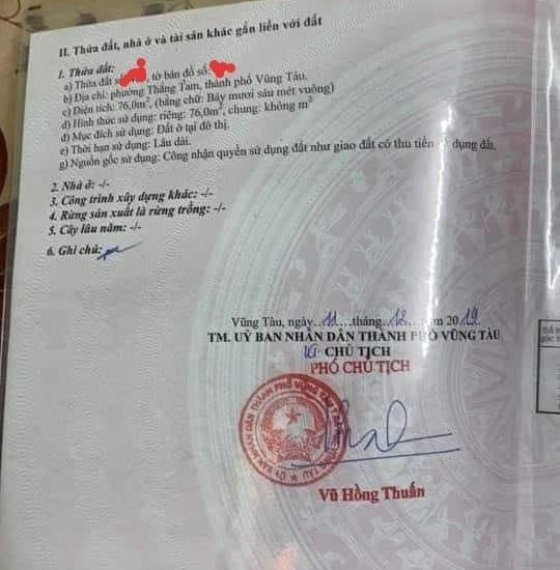 II. Thửa đất, nhà ở và tài sản khác gắn liền với đất
1. Thửa đất:
a) Thửa đất số tờ bản đồ số:
b) Địa chỉ: phường Thắng Tam, thành phố Vũng Tàu.
c) Diện tích: 76,0m², (bằng chữ: Bảy mươi sáu mét vuông)
d) Hình thức sử dụng: riêng: 76,0m², chung: không m²
đ) Mục đích sử dụng: Đất ở tại đô thị.
e) Thời hạn sử dụng: Lâu dài.
g) Nguồn gốc sử dụng: Công nhận quyền sử dụng đất như giao đất có thu tiền sử dụng đất.
2. Nhà ở: -/-
3. Công trình xây dựng khác: -/-
4. Rừng sản xuất là rừng trồng: -/-
5. Cây lâu năm: -/-
6. Ghi chú:
Vũng Tàu, ngày 11 tháng 12 năm 2019
TM. UỶ BAN NHÂN DÂN THÀNH PHỐ VŨNG TÀU
KT CHỦ TỊCH
PHÓ CHỦ TỊCH
Vũ Hồng Thuấn